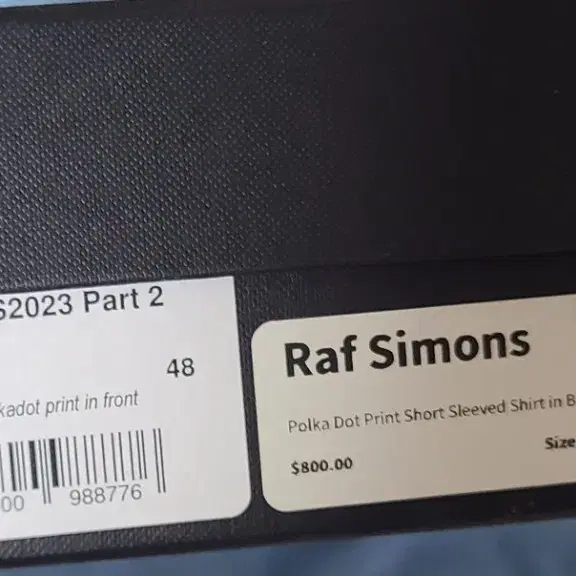 S2023 Part 2
48
kadot print in front
00 988776
Raf Simons
Polka Dot Print Short Sleeved Shirt in B
$800.00
Size